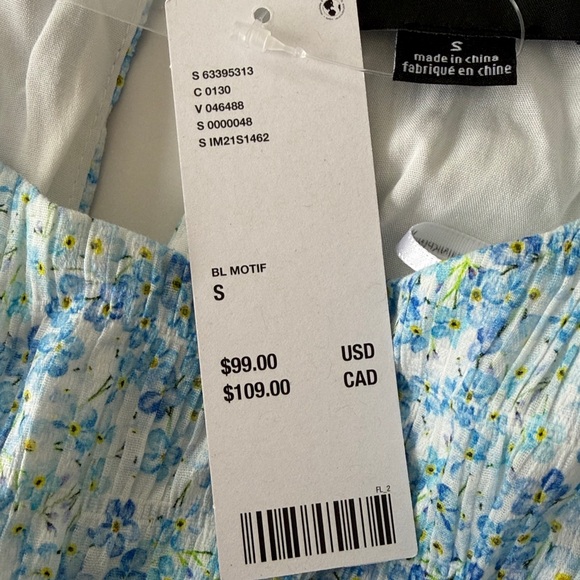 S 63395313
C 0130
V 046488
S 0000048
S IM21S1462
BL MOTIF
S
$99.00 USD
$109.00 CAD
FL_2
S
made in china
fabriqué en chine